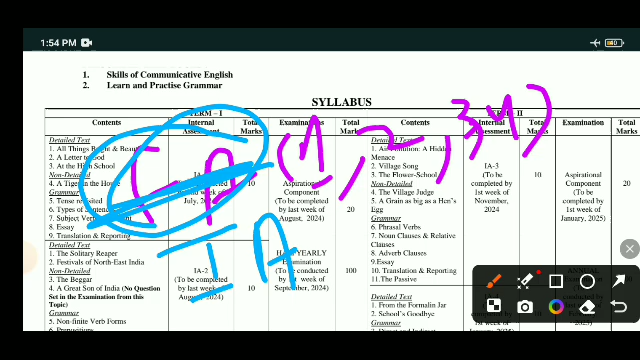 1:54 PM
1. Skills of Communicative English
2. Learn and Practise Grammar
SYLLABUS
TERM – I
Contents
Internal Assessment
Total Marks
Examination
Total Mark
Detailed Text
1. All Things Bright &
2. A Letter to God
3. At the High School
Non-Detailed
4. A Tiger in the House
Grammar
5. Tense revisited
6. Types of Sentences
7. Subject Verb
8. Essay
9. Translation & Reporting
July,
10
Aspirational
Component
(To be
completed by
last week of
August, 2024)
20
Detailed Text
1. The Solitary Reaper
2. Festivals of North-East India
Non-Detailed
3. The Beggar
4. A Great Son of India (No Question
Set in the Examination from this
Topic)
Grammar
5. Non-finite Verb Forms
6. Prepositions
IA-2
(To be completed
by last week of
August, 2024)
10
HALF YEARLY
Examination
(To be conducted
by 1st week of
September, 2024)
100
TERM – II
Contents
Internal Assessment
Total Marks
Examination
Total Marks
Detailed Text
1. Air Pollution: A Hidden
Menace
2. Village Song
3. The Flower-School
Non-Detailed
4. The Village Judge
5. A Grain as big as a Hen's
Egg
Grammar
6. Phrasal Verbs
7. Noun Clauses & Relative
Clauses
8. Adverb Clauses
9.Essay
10. Translation & Reporting
11.The Passive
IA-3
(To be
completed by
1st week of
November,
2024
10
Aspirational
Component
(To be
completed by
1st week of
January, 2025)
20
Detailed Text
1. From the Formalin Jar
2. School's Goodbye
Grammar
(1, 2, 3, 4)